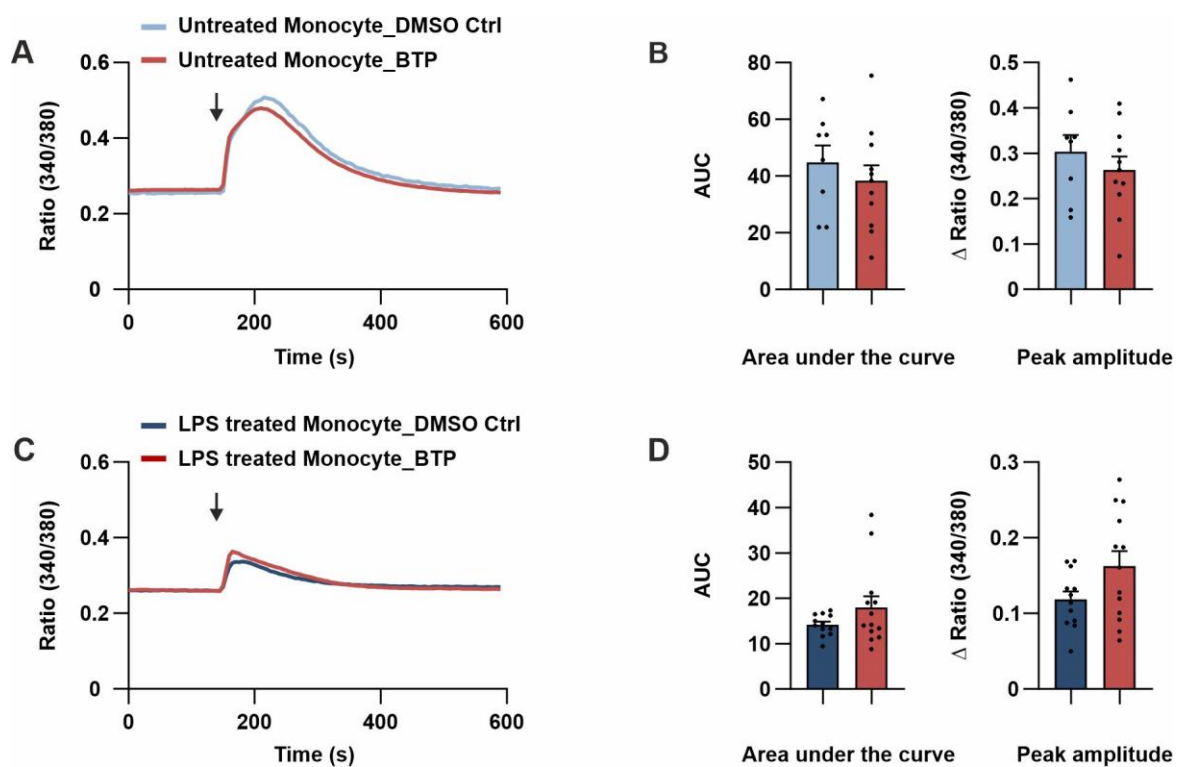 A
Untreated Monocyte_DMSO Ctrl
Untreated Monocyte_BTP
Ratio (340/380)
0.6
0.4
0.2
0
0
200
400
600
Time (s)
B
AUC
80
60
40
20
0
Area under the curve
Δ Ratio (340/380)
0.5
0.4
0.3
0.2
0.1
0
Peak amplitude
C
LPS treated Monocyte_DMSO Ctrl
LPS treated Monocyte_BTP
Ratio (340/380)
0.6
0.4
0.2
0
0
200
400
600
Time (s)
D
AUC
50
40
30
20
10
0
Area under the curve
Δ Ratio (340/380)
0.3
0.2
0.1
0
Peak amplitude